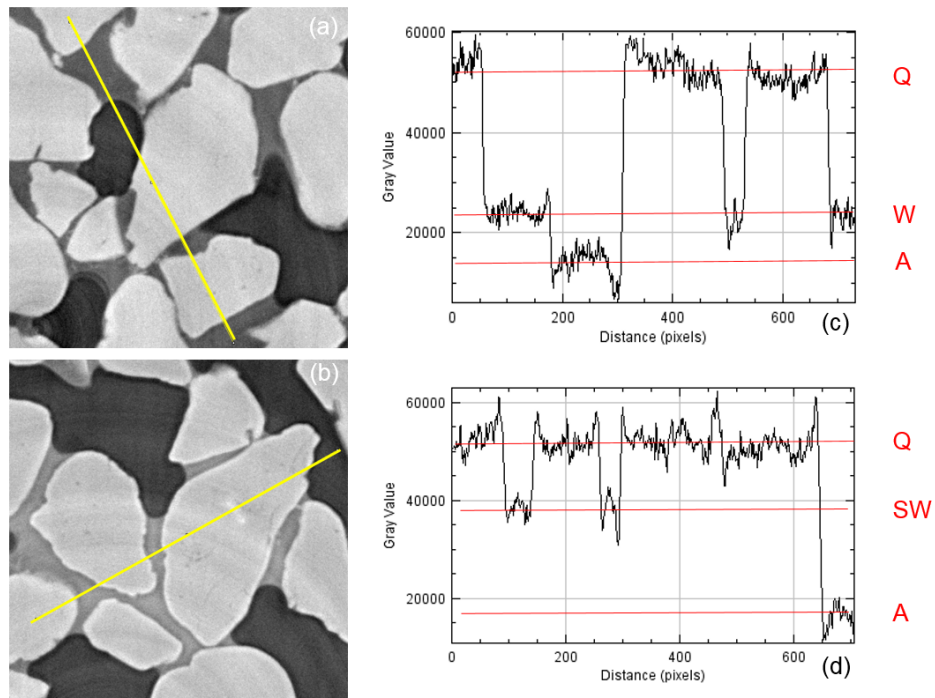 (a)
60000
40000
20000
Gray Value
0
200
400
600
Distance (pixels)
(c)
Q
W
A
(b)
60000
40000
20000
Gray Value
0
200
400
600
Distance (pixels)
(d)
Q
SW
A